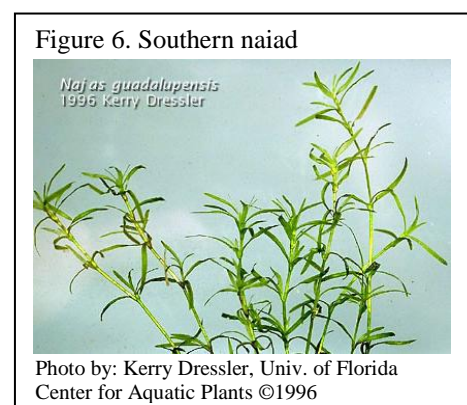 Figure 6. Southern naiad
Najas guadalupensis
1996 Kerry Dressler
Photo by: Kerry Dressler, Univ. of Florida
Center for Aquatic Plants ©1996